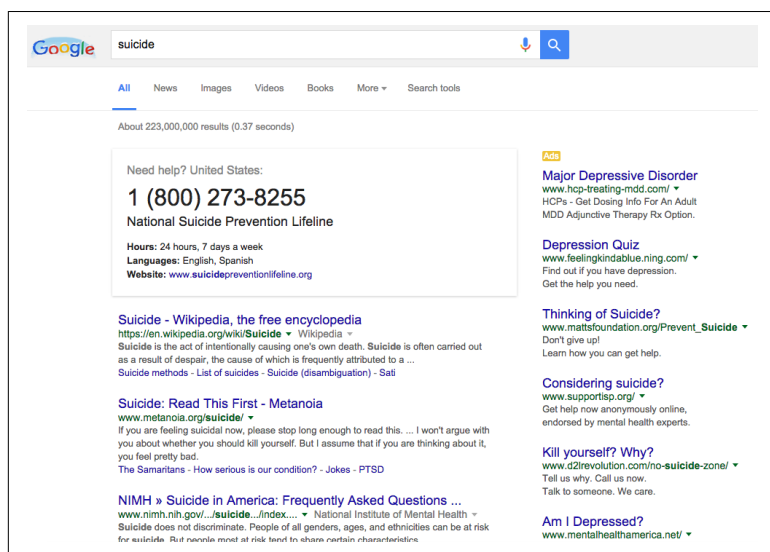 Google
suicide
All News Images Videos Books More Search tools
About 223,000,000 results (0.37 seconds)
Need help? United States:
1 (800) 273-8255
National Suicide Prevention Lifeline
Hours: 24 hours, 7 days a week
Languages: English, Spanish
Website: www.suicidepreventionlifeline.org
Suicide - Wikipedia, the free encyclopedia
https://en.wikipedia.org/wiki/Suicide Wikipedia
Suicide is the act of intentionally causing one's own death. Suicide is often carried out
as a result of despair, the cause of which is frequently attributed to a ...
Suicide methods - List of suicides - Suicide (disambiguation) - Sati
Suicide: Read This First - Metanoia
www.metanoia.org/suicide/
If you are feeling suicidal now, please stop long enough to read this. ... I won't argue with
you about whether you should kill yourself. But I assume that if you are thinking about it,
you feel pretty bad.
The Samaritans - How serious is our condition? - Jokes - PTSD
NIMH » Suicide in America: Frequently Asked Questions ...
www.nimh.nih.gov/.../suicide.../index.... National Institute of Mental Health
Suicide does not discriminate. People of all genders, ages, and ethnicities can be at risk
for suicide. But people most at risk tend to share certain characteristics
Ads
Major Depressive Disorder
www.hcp-treating-mdd.com/
HCPs - Get Dosing Info For An Adult
MDD Adjunctive Therapy Rx Option.
Depression Quiz
www.feelingkindablue.ning.com/
Find out if you have depression.
Get the help you need.
Thinking of Suicide?
www.mattsfoundation.org/Prevent_Suicide
Don't give up!
Learn how you can get help.
Considering suicide?
www.supportisp.org/
Get help now anonymously online,
endorsed by mental health experts.
Kill yourself? Why?
www.d2lrevolution.com/no-suicide-zone/
Tell us why. Call us now.
Talk to someone. We care.
Am I Depressed?
www.mentalhealthamerica.net/